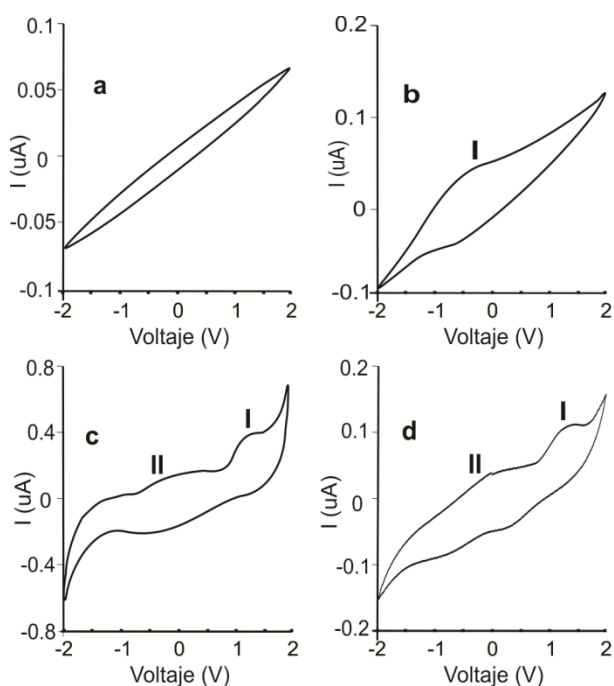 0.1
0.05
0
-0.05
-0.1
I (uA)
a
-2 -1 0 1 2
Voltaje (V)
0.2
0.1
0
-0.1
I (uA)
b
I
-2 -1 0 1 2
Voltaje (V)
0.8
0.4
0
-0.4
-0.8
I (uA)
c
II
I
-2 -1 0 1 2
Voltaje (V)
0.2
0.1
0
-0.1
-0.2
I (uA)
d
II
I
-2 -1 0 1 2
Voltaje (V)